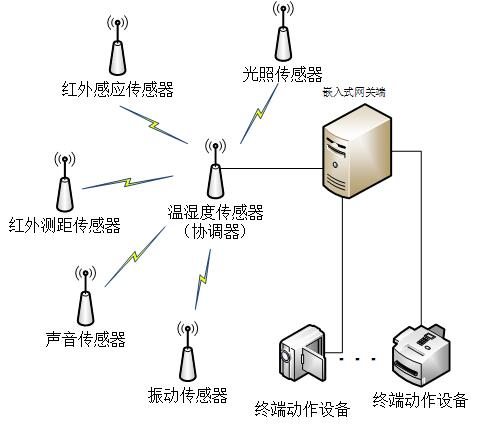 光照传感器
红外感应传感器
嵌入式网关端
温湿度传感器
（协调器）
红外测距传感器
声音传感器
振动传感器
终端动作设备
终端动作设备